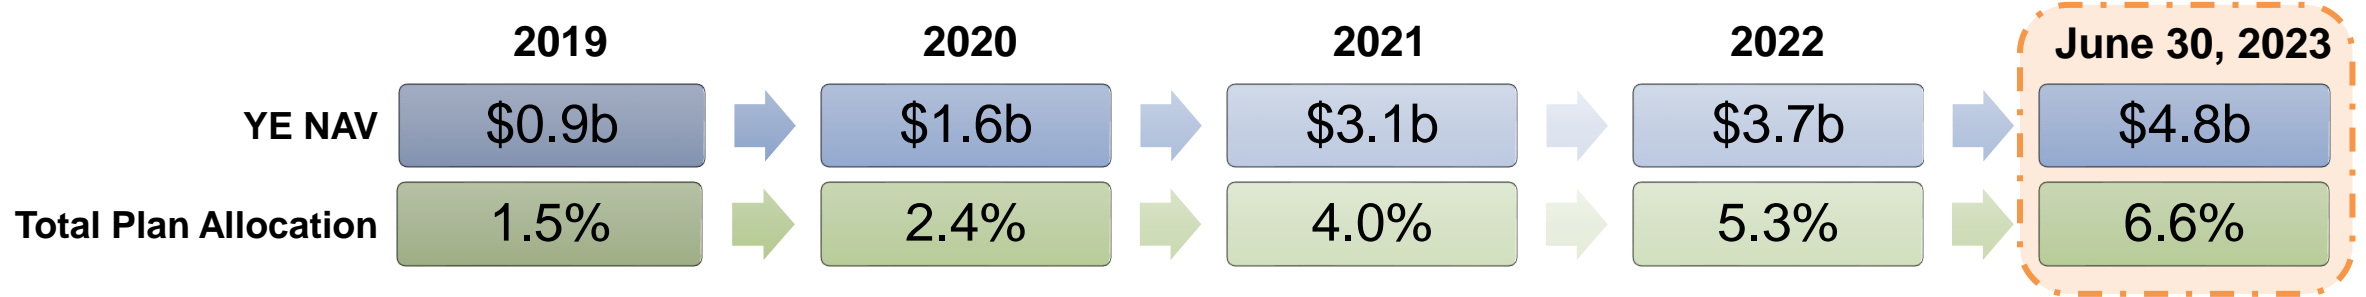 2019 2020 2021 2022 June 30, 2023
YE NAV $0.9b $1.6b $3.1b $3.7b $4.8b
Total Plan Allocation 1.5% 2.4% 4.0% 5.3% 6.6%